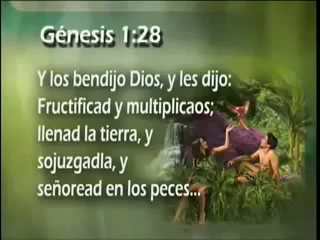 Génesis 1:28
Y los bendijo Dios, y les dijo:
Fructificad y multiplicaos;
llenad la tierra, y
sojuzgadla, y
señoread en los peces...